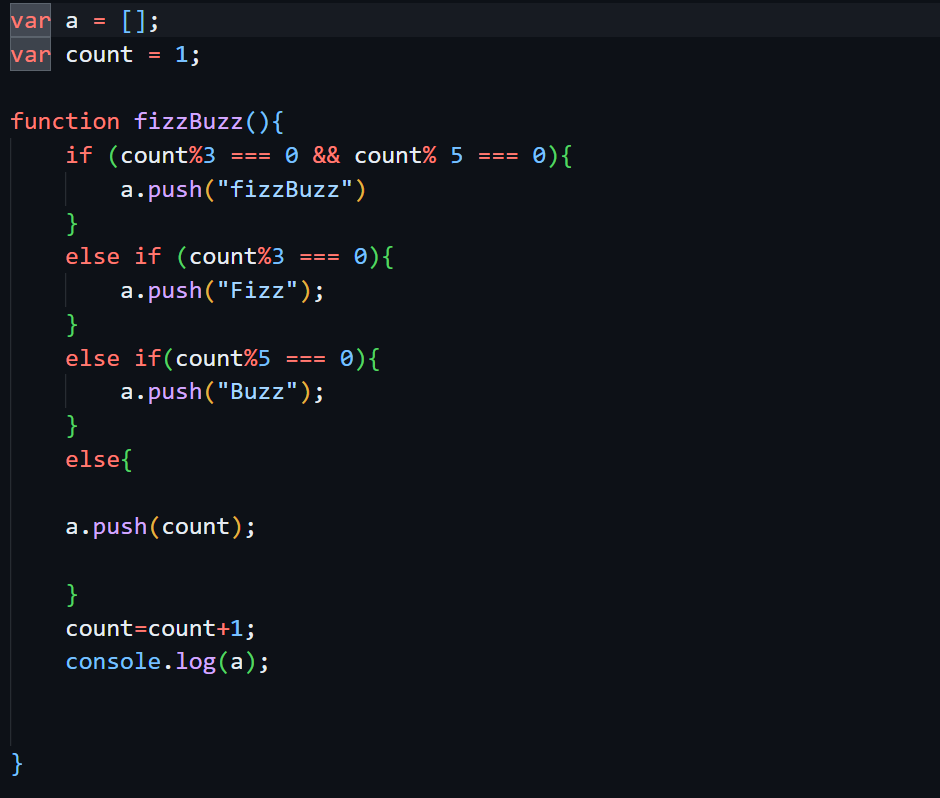 var a = [];
var count = 1;
function fizzBuzz(){
    if (count%3 === 0 && count% 5 === 0){
        a.push("fizzBuzz")
    }
    else if (count%3 === 0){
        a.push("Fizz");
    }
    else if(count%5 === 0){
        a.push("Buzz");
    }
    else{
    a.push(count);
    }
    count=count+1;
    console.log(a);
}